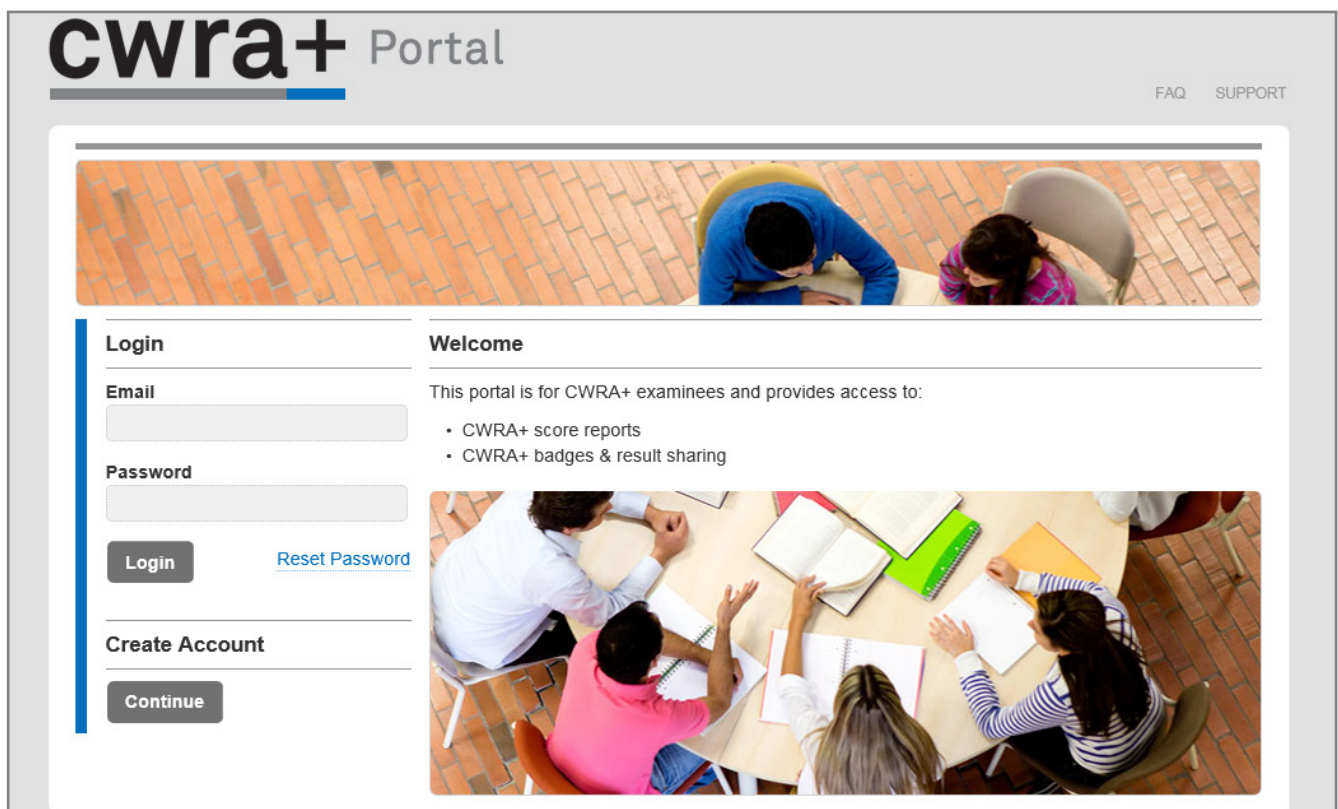 cwra+ Portal
FAQ SUPPORT
Login
Email
Password
Login Reset Password
Create Account
Continue
Welcome
This portal is for CWRA+ examinees and provides access to:
• CWRA+ score reports
• CWRA+ badges & result sharing